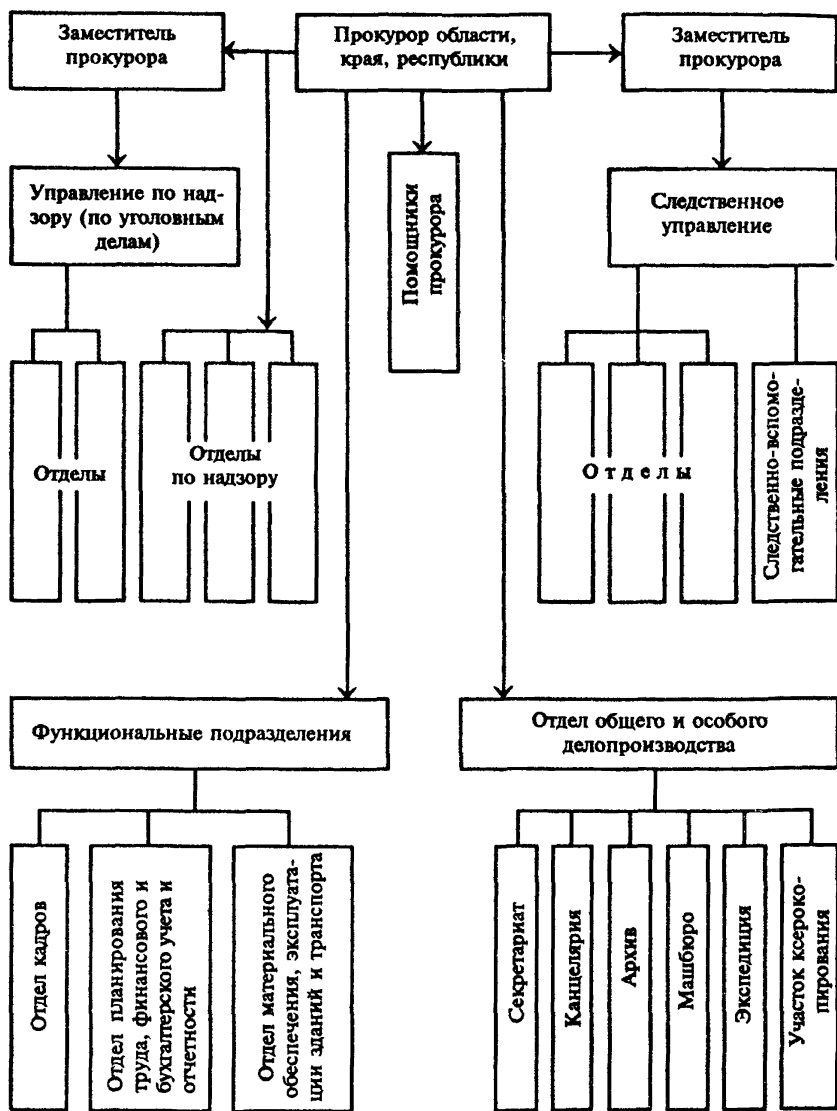 Заместитель
прокурора
Прокурор области,
края, республики
Заместитель
прокурора
Управление по над-
зору (по уголовным
делам)
Помощники
прокурора
Следственное
управление
Отделы
Отделы
по надзору
Отделы
Следственно-вспомо-
гательные подразде-
ления
Функциональные подразделения
Отдел общего и особого
делопроизводства
Отдел кадров
Отдел планирования
труда, финансового и
бухгалтерского учета и
отчетности
Отдел материального
обеспечения, эксплуата-
ции зданий и транспорта
Секретариат
Канцелярия
Архив
Машбюро
Экспедиция
Участок ксероко-
пирования